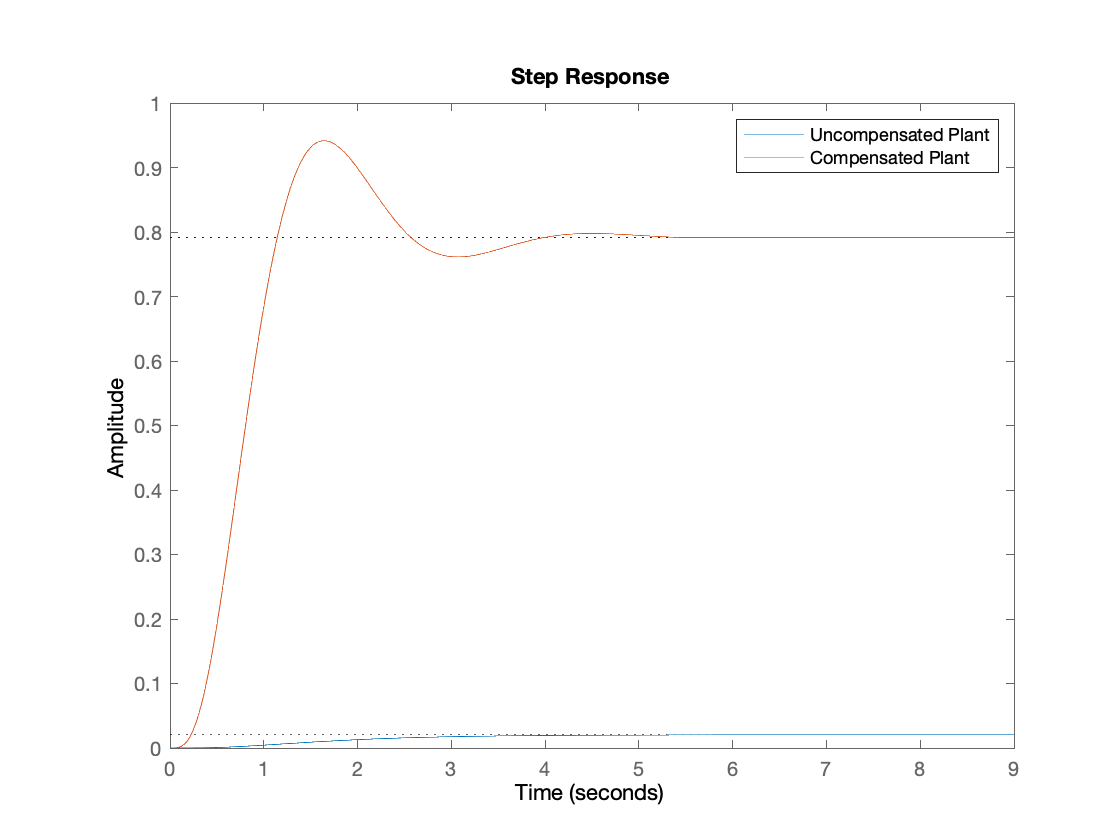 Step Response
Uncompensated Plant
Compensated Plant
1
0.9
0.8
0.7
0.6
0.5
0.4
0.3
0.2
0.1
0
Amplitude
0 1 2 3 4 5 6 7 8 9
Time (seconds)